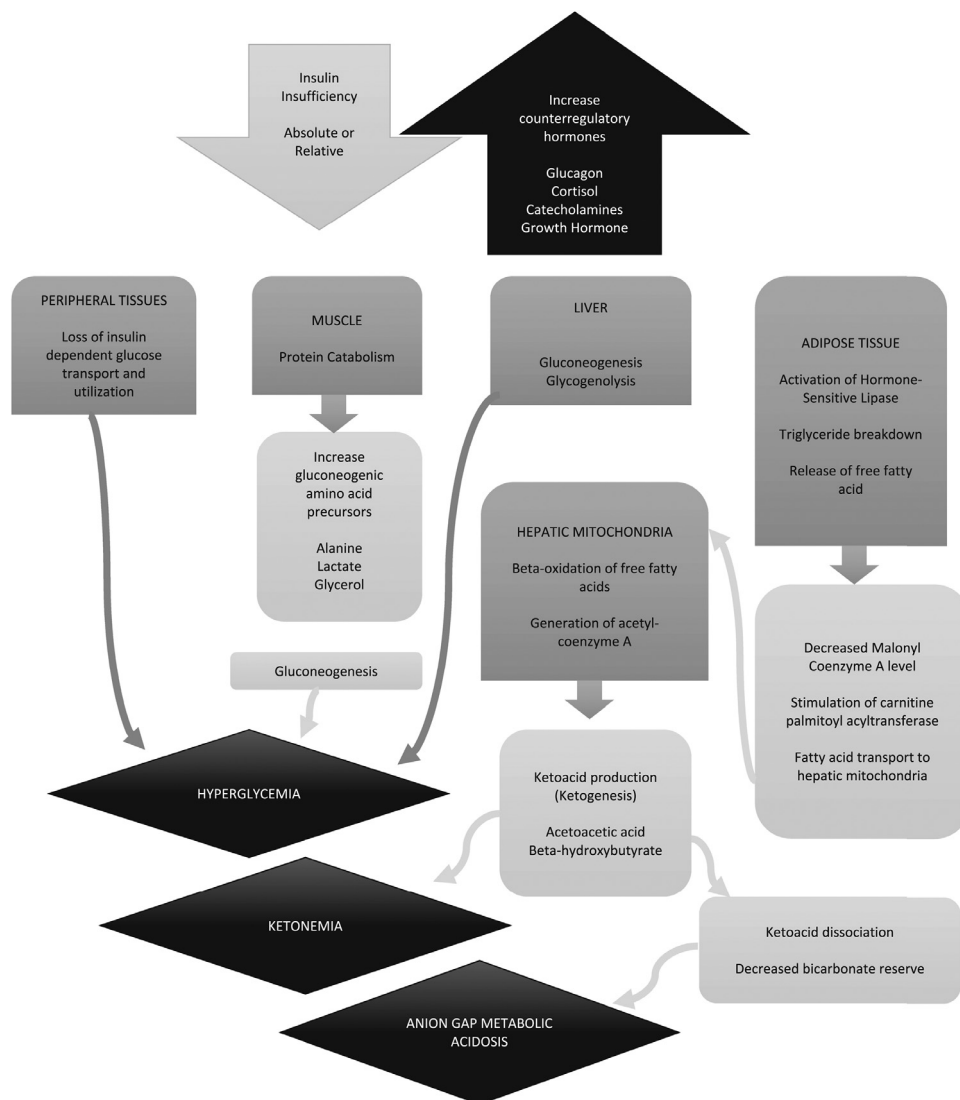 Insulin
Insufficiency
Absolute or
Relative
Increase
counterregulatory
hormones
Glucagon
Cortisol
Catecholamines
Growth Hormone
PERIPHERAL TISSUES
Loss of insulin
dependent glucose
transport and
utilization
MUSCLE
Protein Catabolism
LIVER
Gluconeogenesis
Glycogenolysis
ADIPOSE TISSUE
Activation of Hormone-
Sensitive Lipase
Triglyceride breakdown
Release of free fatty
acid
Increase
gluconeogenic
amino acid
precursors
Alanine
Lactate
Glycerol
HEPATIC MITOCHONDRIA
Beta-oxidation of free fatty
acids
Generation of acetyl-
coenzyme A
Decreased Malonyl
Coenzyme A level
Stimulation of carnitine
palmitoyl acyltransferase
Fatty acid transport to
hepatic mitochondria
Gluconeogenesis
HYPERGLYCEMIA
Ketoacid production
(Ketogenesis)
Acetoacetic acid
Beta-hydroxybutyrate
KETONEMIA
Ketoacid dissociation
Decreased bicarbonate reserve
ANION GAP METABOLIC
ACIDOSIS